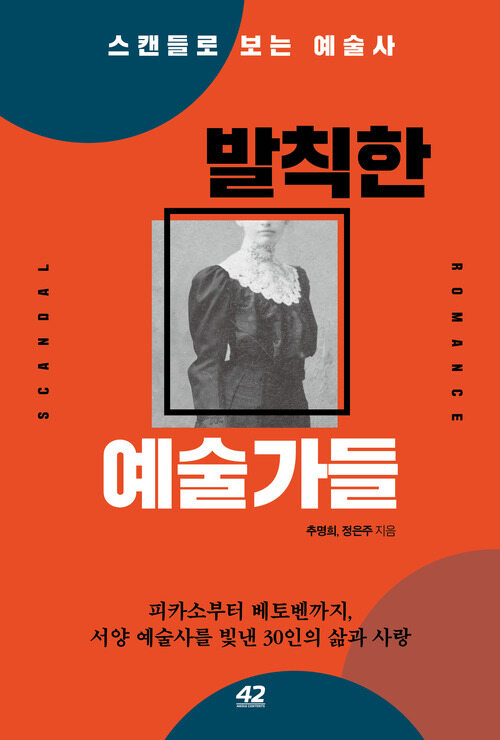 스캔들로 보는 예술사
발칙한
SCANDAL
ROMANCE
예술가들
추명희, 정은주 지음
피카소부터 베토벤까지,
서양 예술사를 빛낸 30인의 삶과 사랑
42
MEDIA CONTENTS